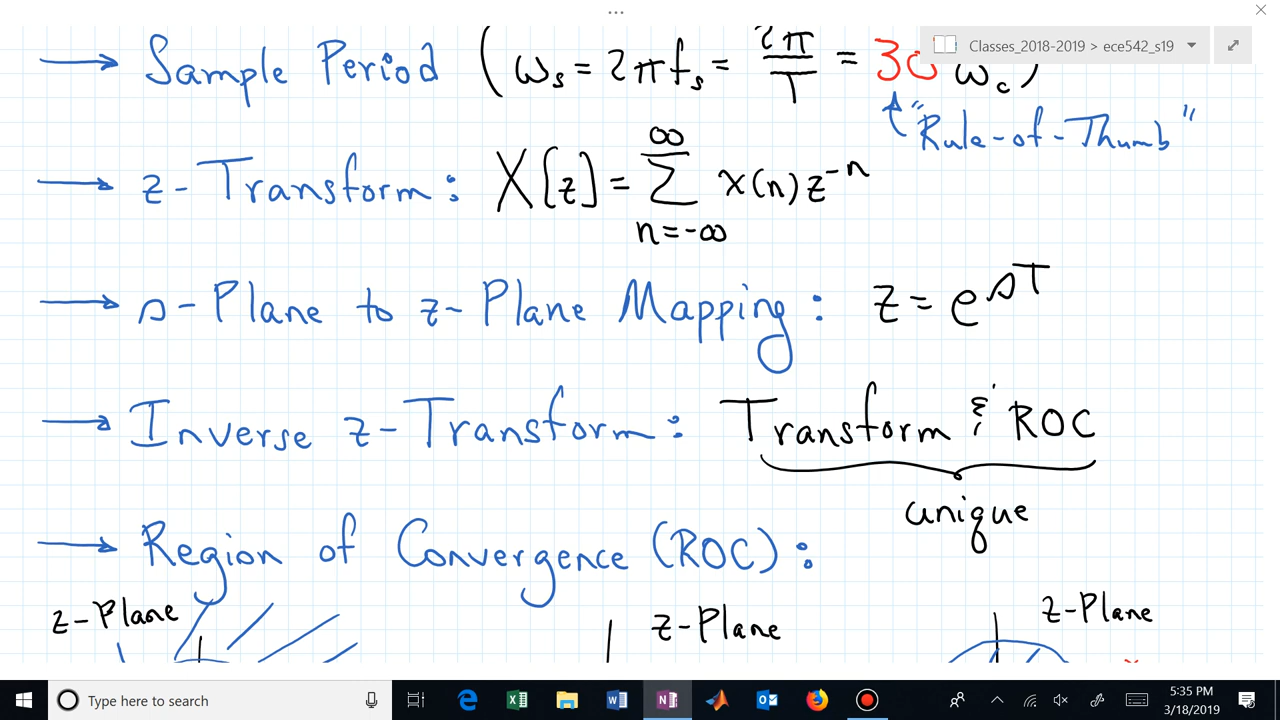 Classes_2018-2019 > ece542_s19
→ Sample Period (ωs = 2πfs = 2π/T = 30 ωc)
"Rule-of-Thumb"
→ z-Transform: X[z] = ∑ n=-∞ ∞ x(n)z^-n
→ s-Plane to z-Plane Mapping: z = e^sT
→ Inverse z-Transform: Transform & ROC
unique
→ Region of Convergence (ROC):
z-Plane z-Plane z-Plane
Type here to search
5:35 PM
3/18/2019